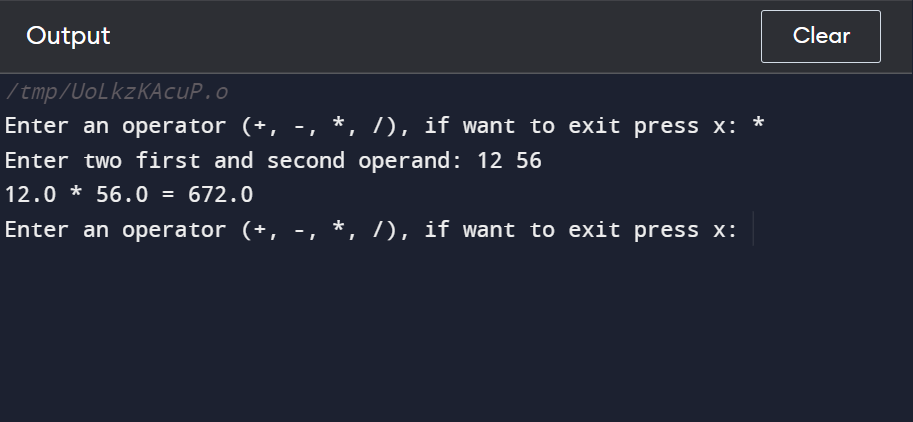 Output
Clear
/tmp/UoLkzKAcuP.o
Enter an operator (+, -, *, /), if want to exit press x: *
Enter two first and second operand: 12 56
12.0 * 56.0 = 672.0
Enter an operator (+, -, *, /), if want to exit press x: